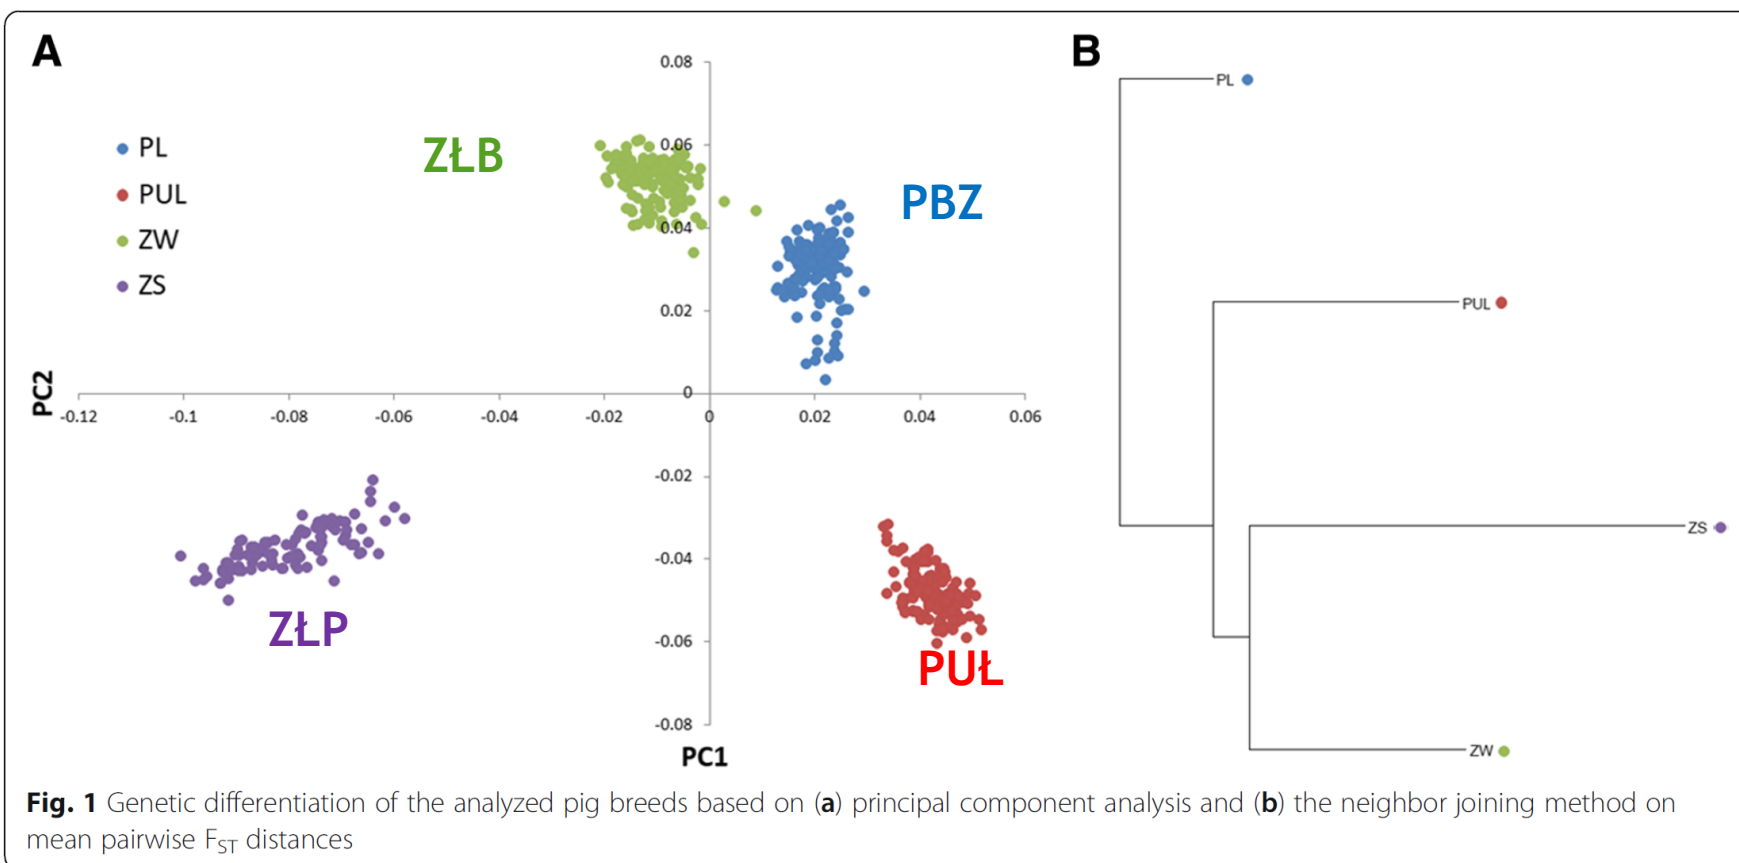 A
B
PL
PUL
ZW
ZS
ZŁB
PBZ
ZŁP
PUŁ
0.08
0.06
0.04
0.02
0
-0.02
-0.04
-0.06
-0.08
PC2
-0.12 -0.1 -0.08 -0.06 -0.04 -0.02 0 0.02 0.04 0.06
PC1
PL
PUL
ZS
ZW
Fig. 1 Genetic differentiation of the analyzed pig breeds based on (a) principal component analysis and (b) the neighbor joining method on
mean pairwise FST distances